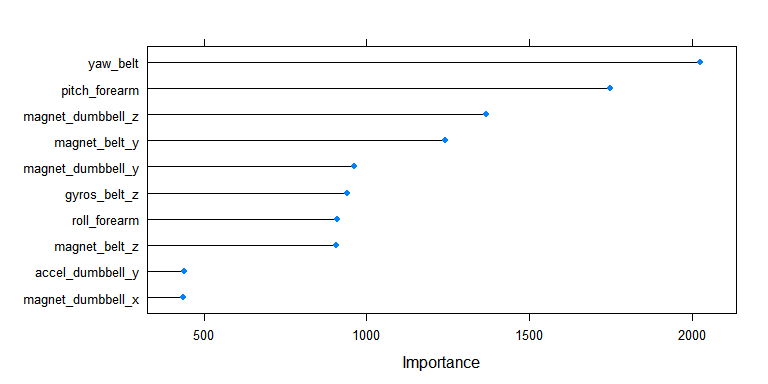 yaw_belt
pitch_forearm
magnet_dumbbell_z
magnet_belt_y
magnet_dumbbell_y
gyros_belt_z
roll_forearm
magnet_belt_z
accel_dumbbell_y
magnet_dumbbell_x
500 1000 1500 2000
Importance